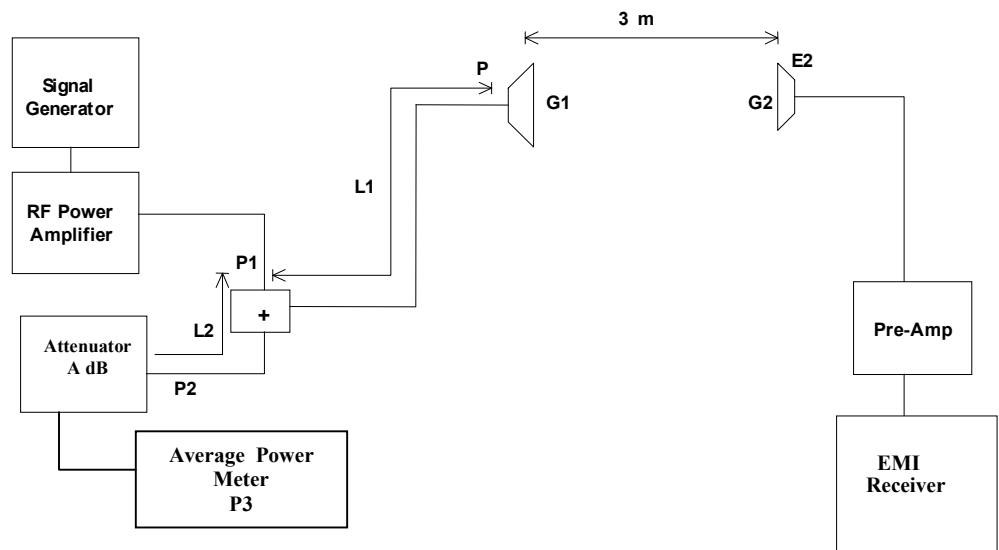 3 m
Signal
Generator
P
G1
E2
G2
L1
RF Power
Amplifier
P1
+
L2
Attenuator
A dB
P2
Pre-Amp
Average Power
Meter
P3
EMI
Receiver